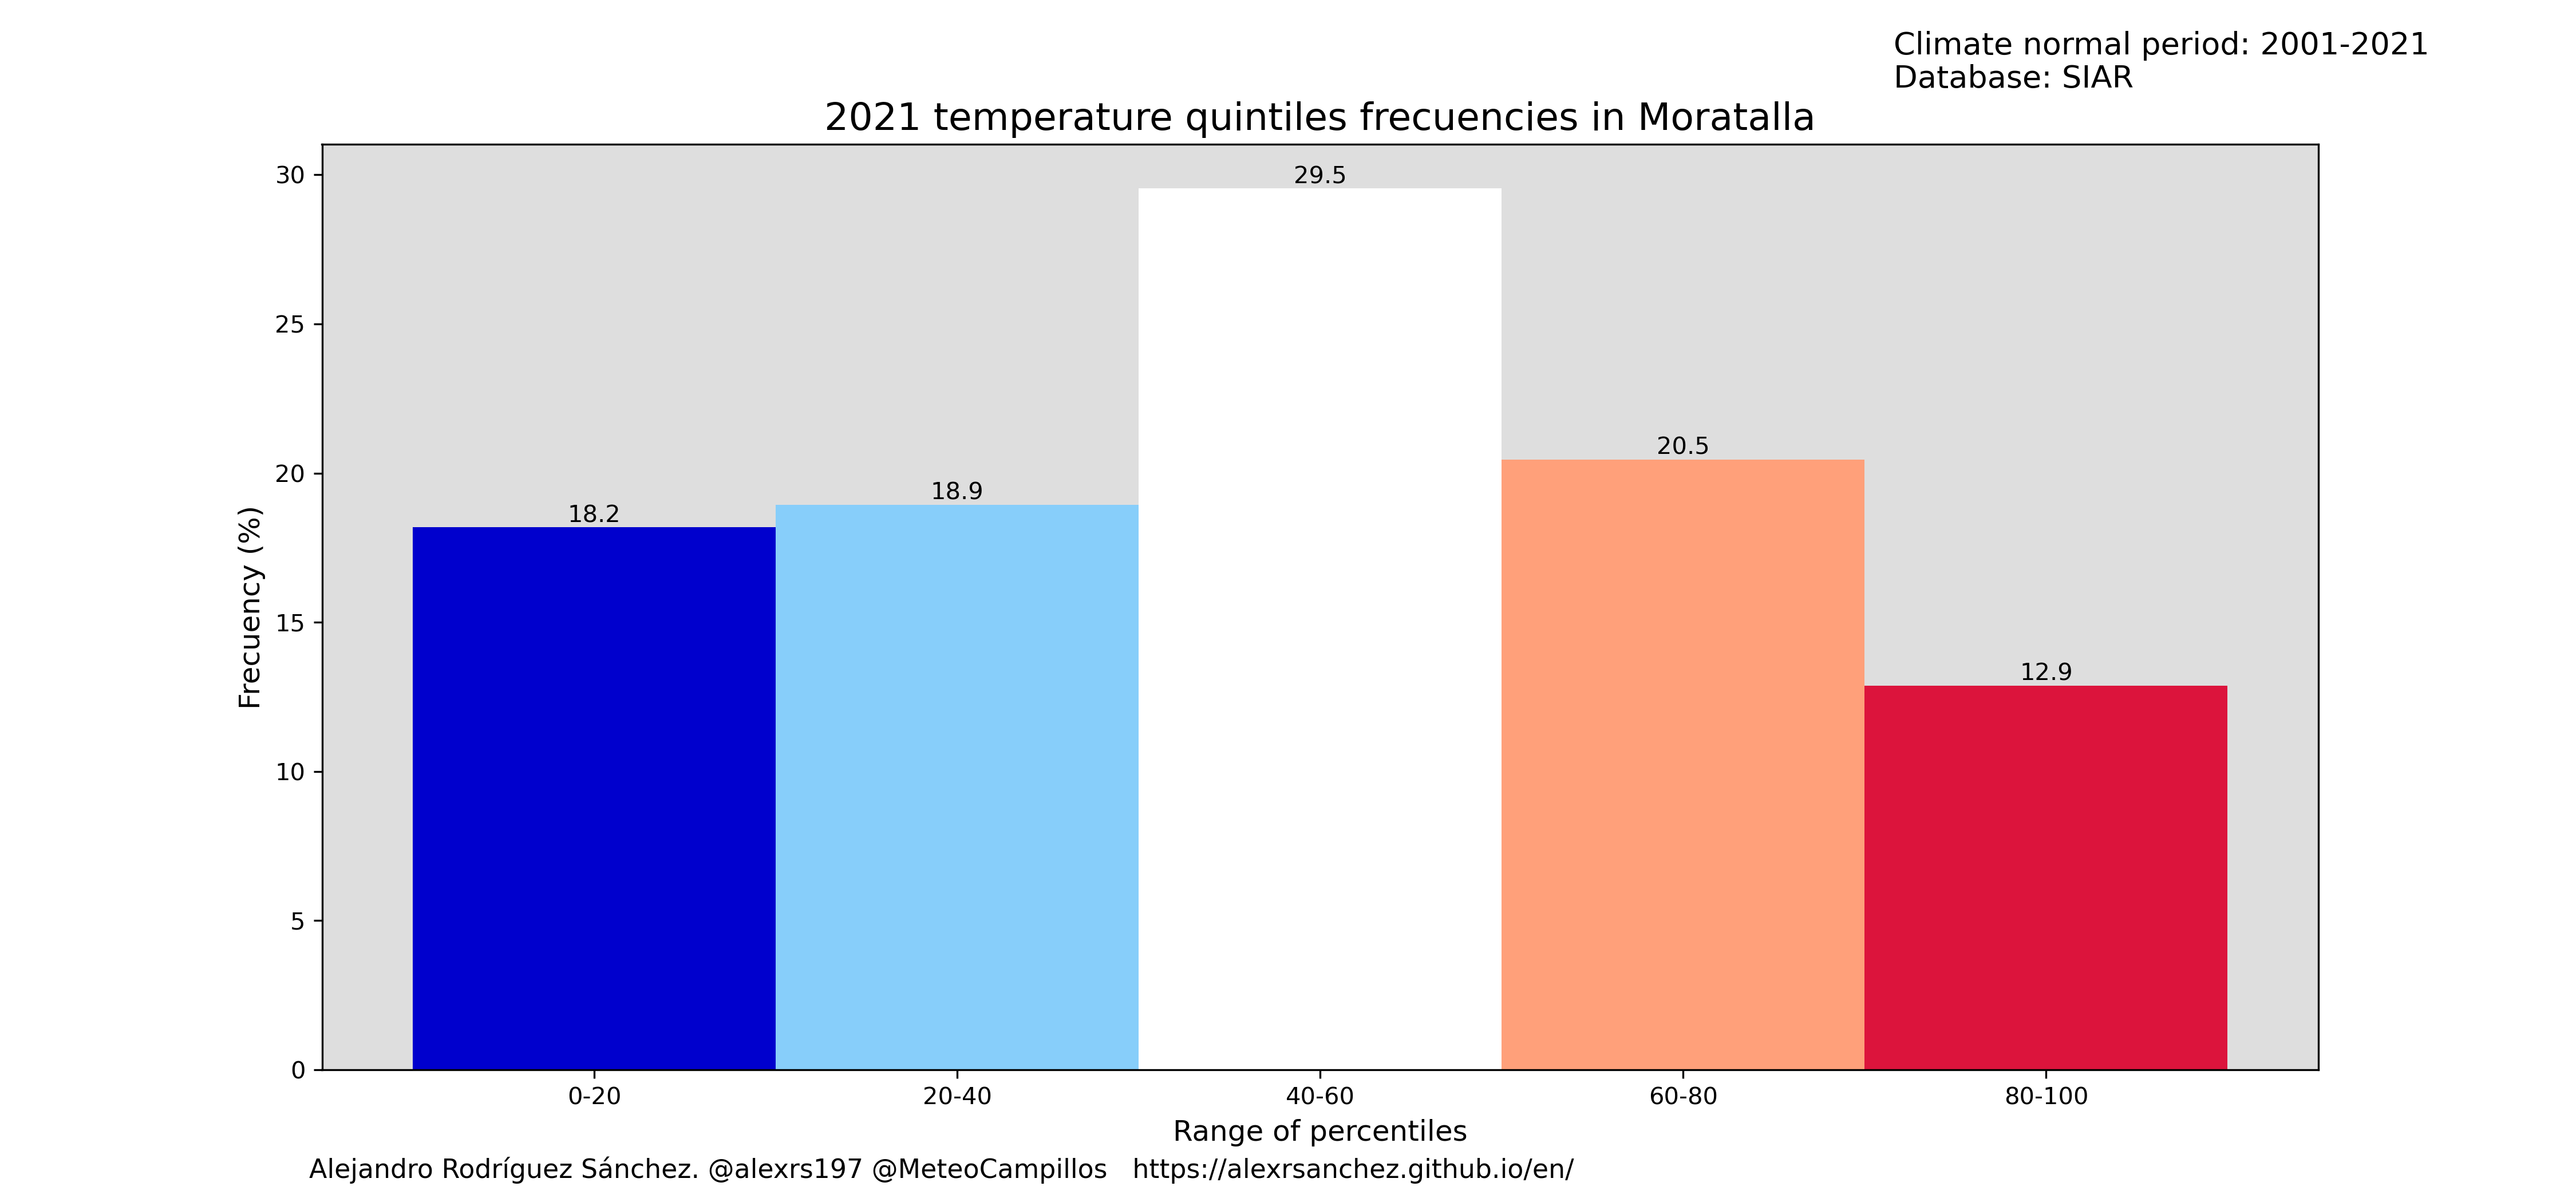 Climate normal period: 2001-2021
Database: SIAR
2021 temperature quintiles frecuencies in Moratalla
30
25
20
15
10
5
0
Frecuency (%)
18.2
18.9
29.5
20.5
12.9
0-20
20-40
40-60
60-80
80-100
Range of percentiles
Alejandro Rodríguez Sánchez. @alexrs197 @MeteoCampillos https://alexrsanchez.github.io/en/